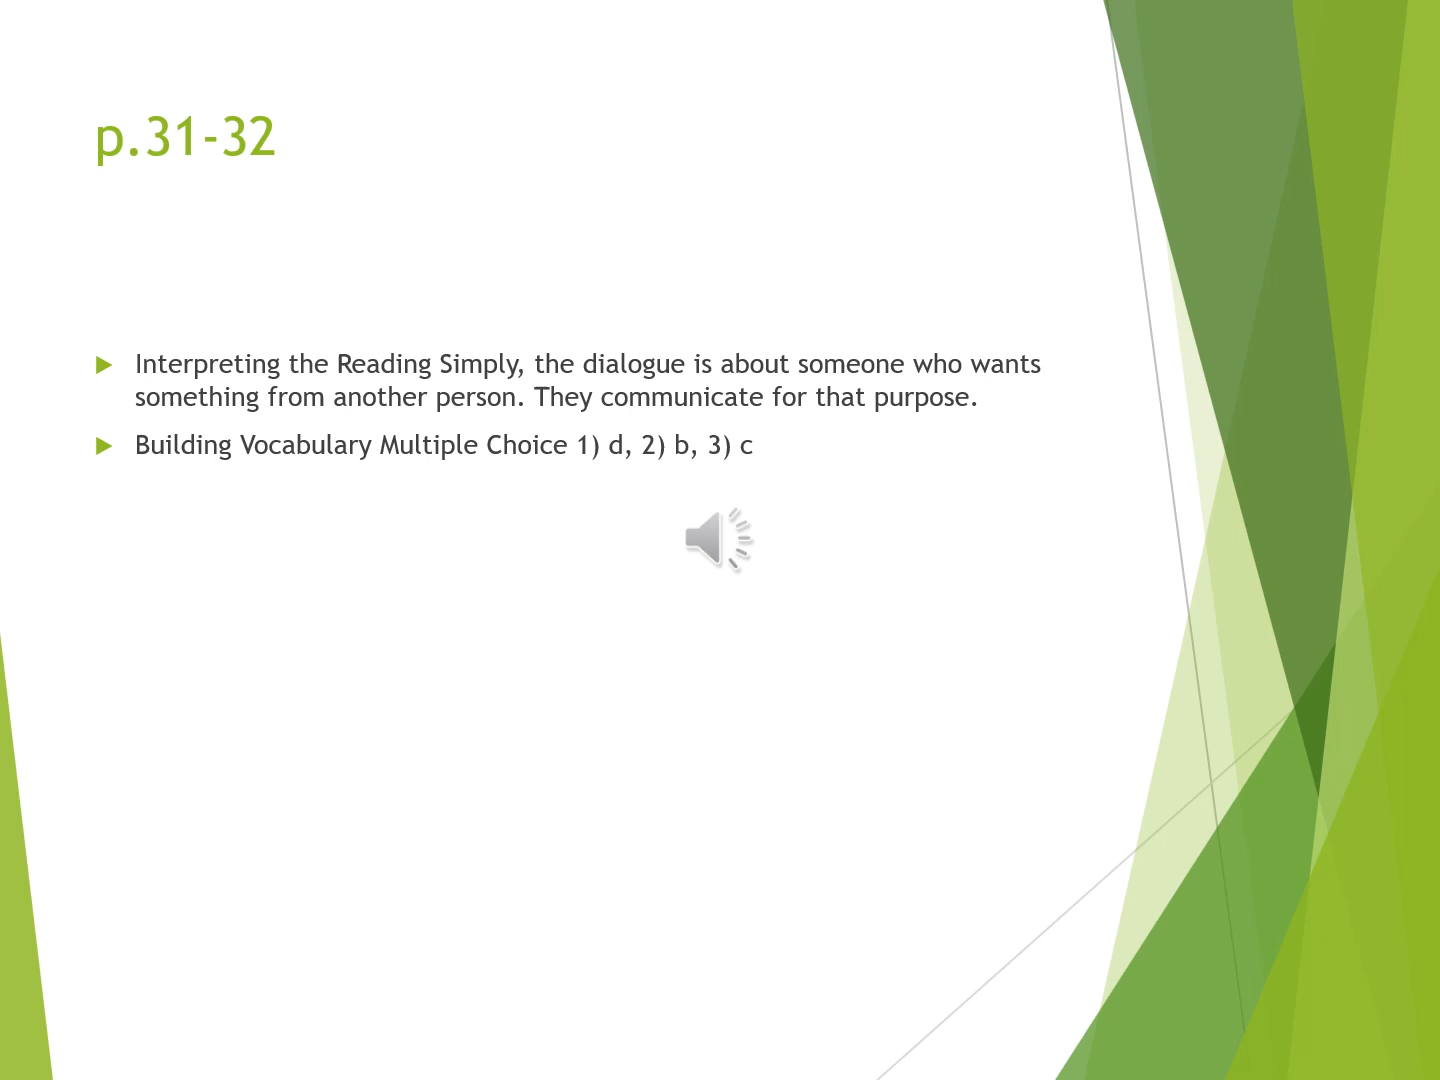 p.31-32
Interpreting the Reading Simply, the dialogue is about someone who wants
something from another person. They communicate for that purpose.
Building Vocabulary Multiple Choice 1) d, 2) b, 3) c